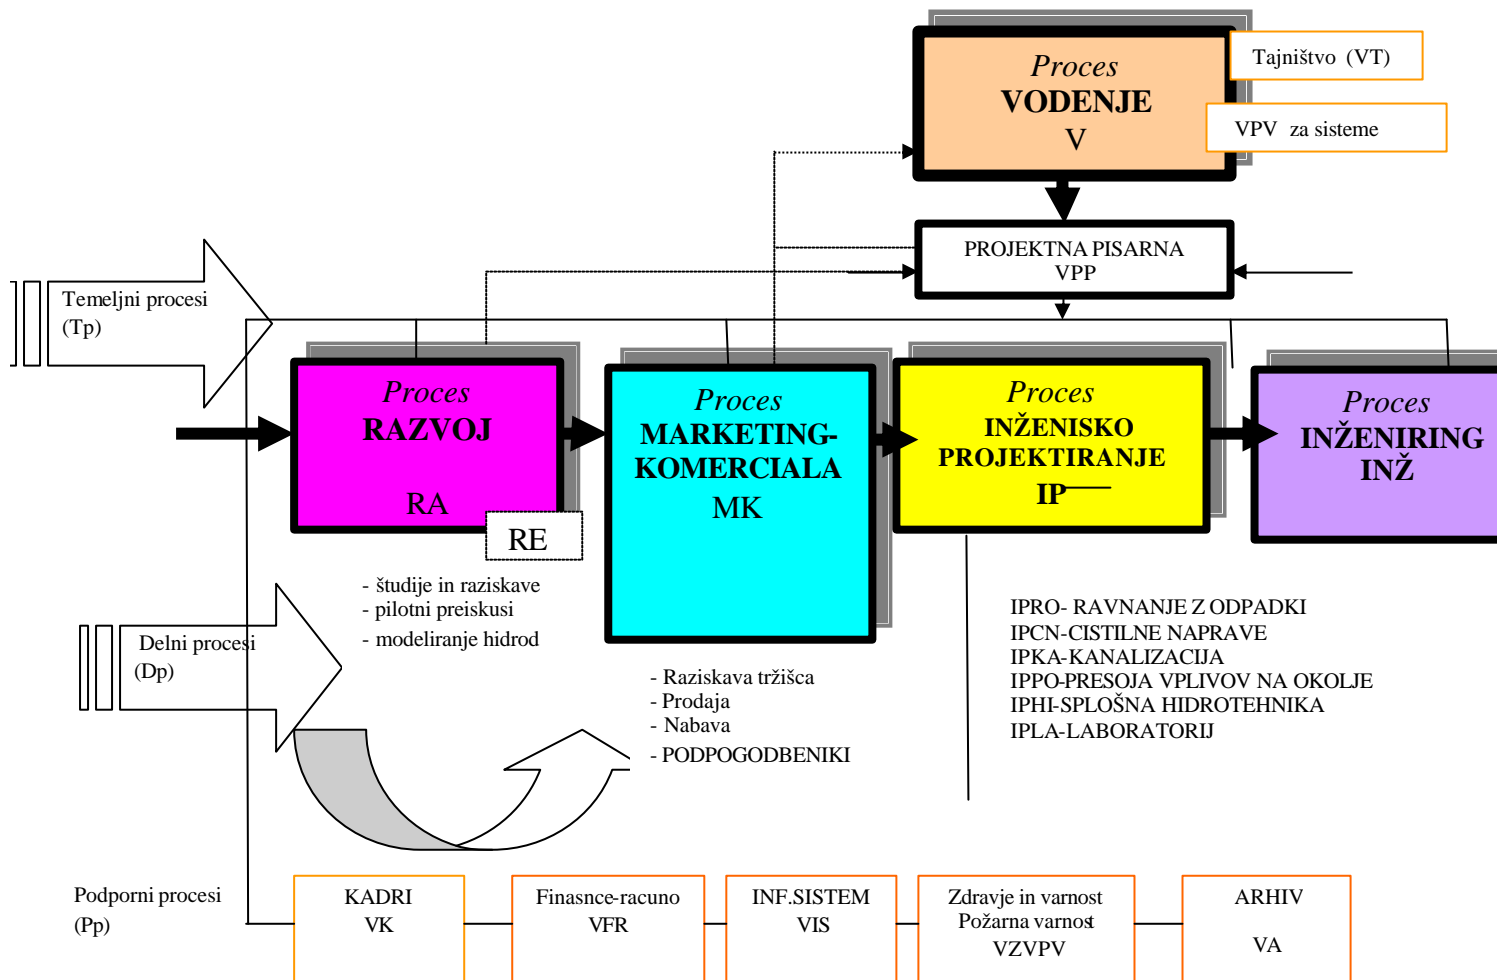 Proces
VODENJE
V
Tajništvo (VT)
VPV za sisteme
PROJEKTNA PISARNA
VPP
Temeljni procesi
(Tp)
Proces
RAZVOJ
RA
RE
Proces
MARKETING-
KOMERCIALA
MK
Proces
INŽENISKO
PROJEKTIRANJE
IP
Proces
INŽENIRING
INŽ
- študije in raziskave
- pilotni preiskusi
- modeliranje hidrod
Delni procesi
(Dp)
- Raziskava tržišca
- Prodaja
- Nabava
- PODPOGODBENIKI
IPRO- RAVNANJE Z ODPADKI
IPCN-CISTILNE NAPRAVE
IPKA-KANALIZACIJA
IPPO-PRESOJA VPLIVOV NA OKOLJE
IPHI-SPLOŠNA HIDROTEHNIKA
IPLA-LABORATORIJ
Podporni procesi
(Pp)
KADRI
VK
Finasnce-racuno
VFR
INF.SISTEM
VIS
Zdravje in varnost
Požarna varnost
VZVPV
ARHIV
VA